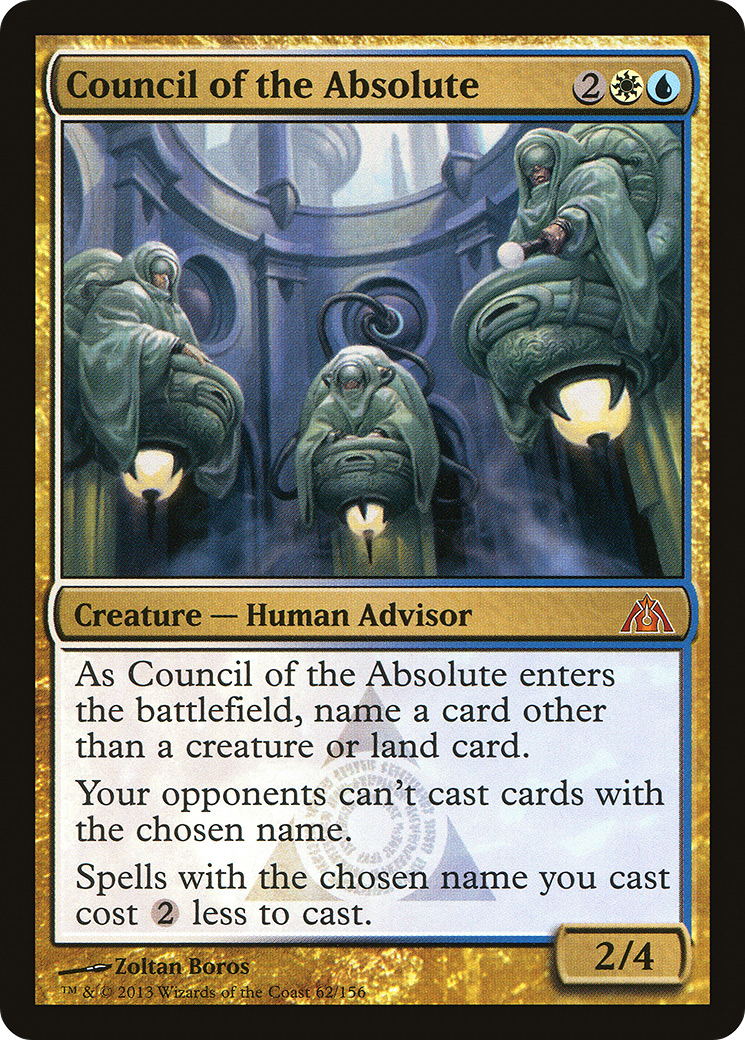 Council of the Absolute 2
Creature — Human Advisor
As Council of the Absolute enters
the battlefield, name a card other
than a creature or land card.
Your opponents can't cast cards with
the chosen name.
Spells with the chosen name you cast
cost 2 less to cast.
2/4
Zoltan Boros
™ & © 2013 Wizards of the Coast 62/156